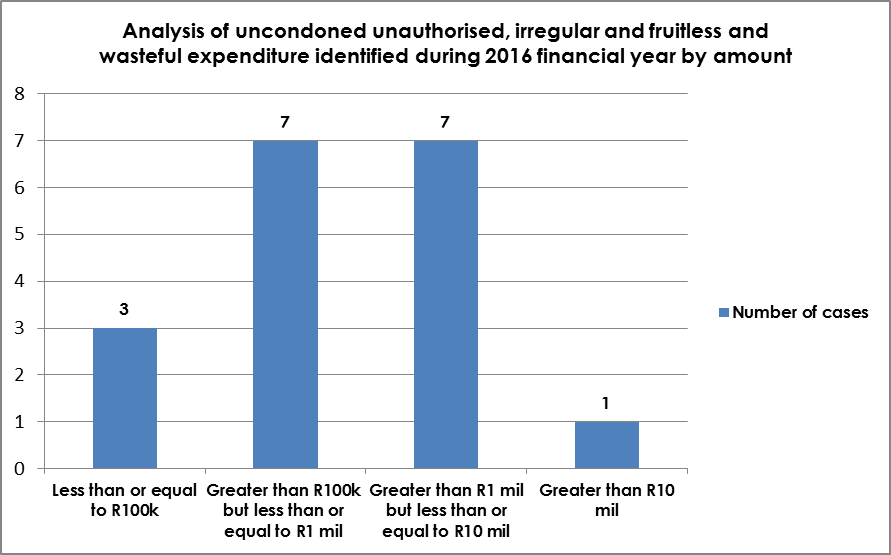 Analysis of uncondoned unauthorised, irregular and fruitless and
wasteful expenditure identified during 2016 financial year by amount
8
7
6
5
4
3
2
1
0
3
7
7
1
Less than or equal
to R100k
Greater than R100k
but less than or
equal to R1 mil
Greater than R1 mil
but less than or
equal to R10 mil
Greater than R10
mil
Number of cases